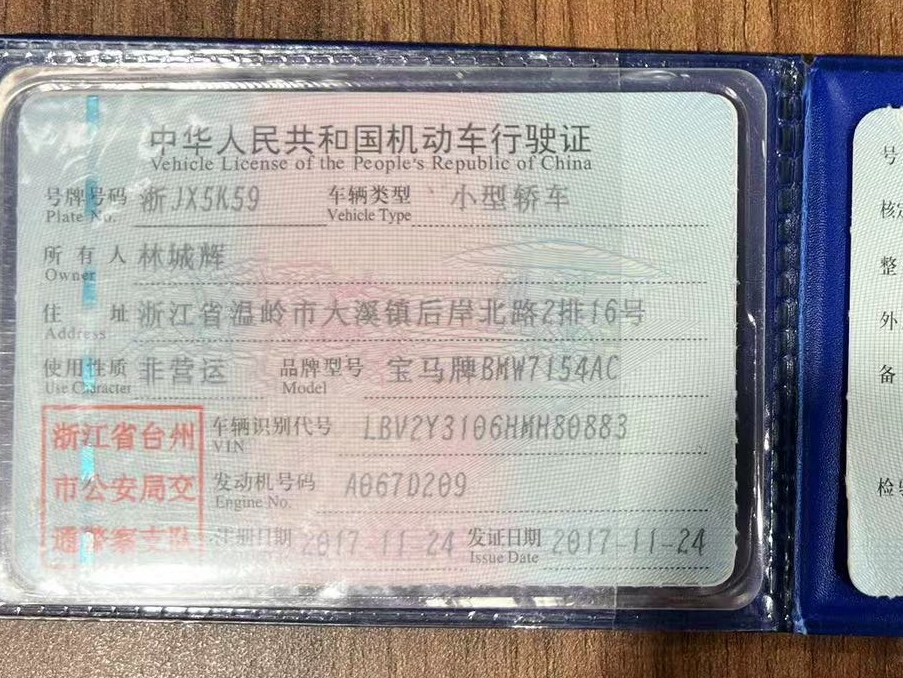 中华人民共和国机动车行驶证
Vehicle License of the People's Republic of China
号牌号码 浙JX5K59 车辆类型 小型轿车
Plate No. Vehicle Type
所有人 林城辉
Owner
住址 浙江省温岭市大溪镇后岸北路2排16号
Address
使用性质 非营运 品牌型号 宝马牌BMW7154AC
Use Character Model
浙江省台州
市公安局交
通警察支队
车辆识别代号 LBV2Y3106HMH80883
VIN
发动机号码 A067D209
Engine No.
注册日期 2017-11-24 发证日期 2017-11-24
Issue Date
号
核定
整
外
备
检验